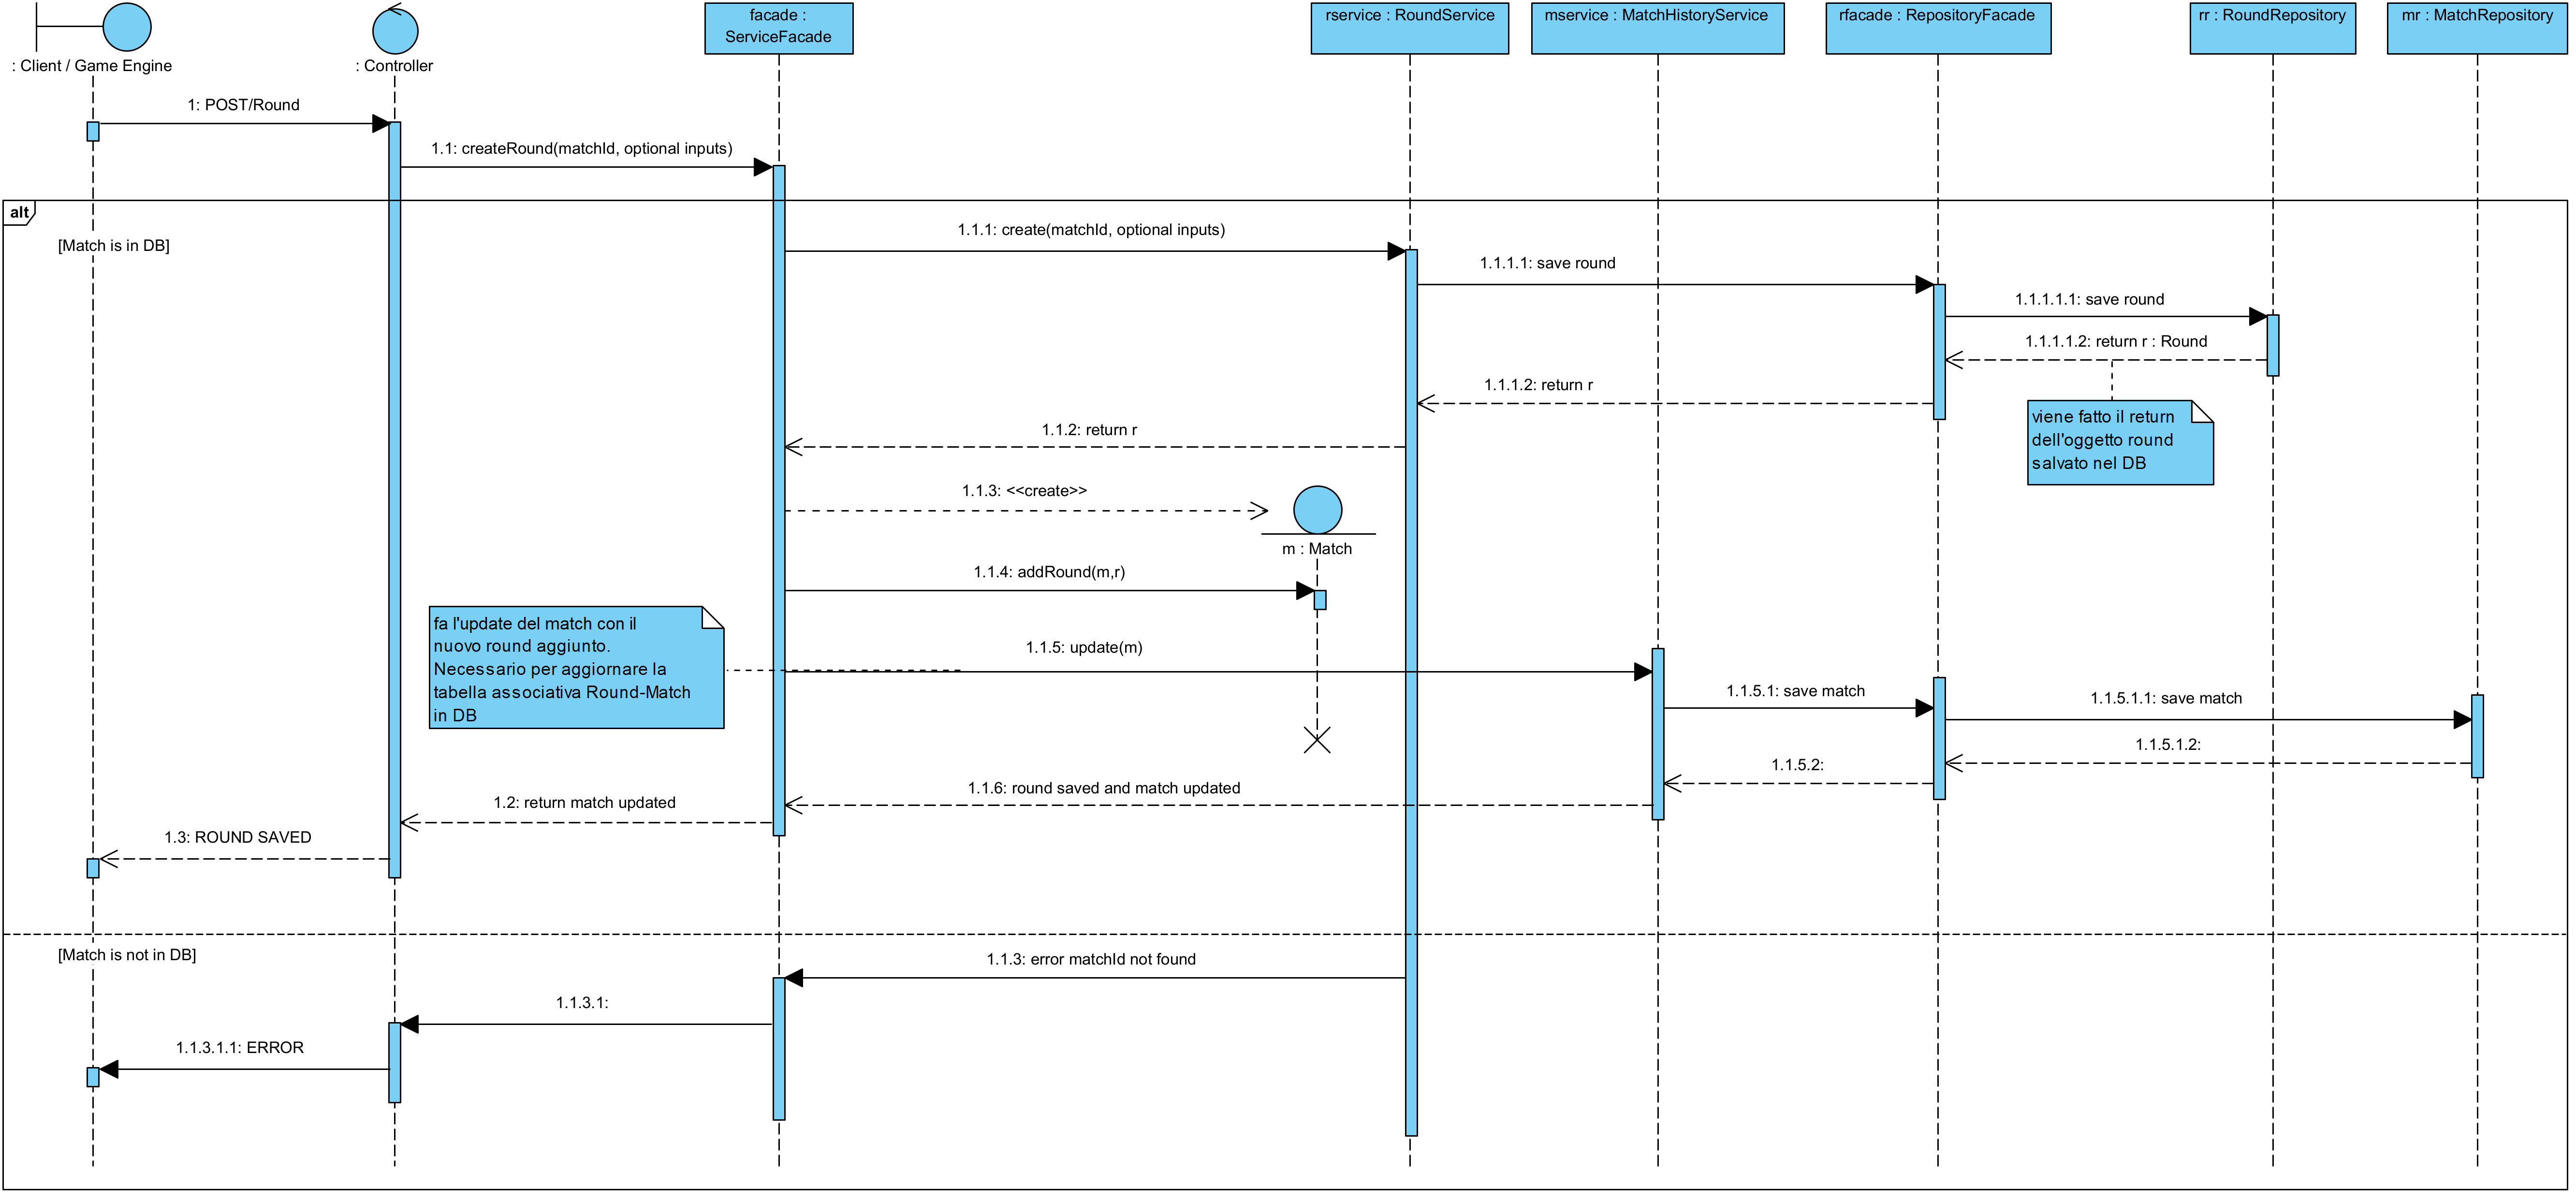 facade :
ServiceFacade
rservice : RoundService
mservice : MatchHistoryService
rfacade : RepositoryFacade
rr : RoundRepository
mr : MatchRepository
: Client / Game Engine
: Controller
1: POST/Round
1.1: createRound(matchId, optional inputs)
alt
[Match is in DB]
1.1.1: create(matchId, optional inputs)
1.1.1.1: save round
1.1.1.1.1: save round
1.1.1.1.2: return r : Round
1.1.1.2: return r
viene fatto il return
dell'oggetto round
salvato nel DB
1.1.2: return r
1.1.3: <<create>>
m : Match
1.1.4: addRound(m,r)
fa l'update del match con il
nuovo round aggiunto.
Necessario per aggiornare la
tabella associativa Round-Match
in DB
1.1.5: update(m)
1.1.5.1: save match
1.1.5.1.1: save match
1.1.5.1.2:
1.1.5.2:
1.1.6: round saved and match updated
1.2: return match updated
1.3: ROUND SAVED
[Match is not in DB]
1.1.3: error matchId not found
1.1.3.1:
1.1.3.1.1: ERROR